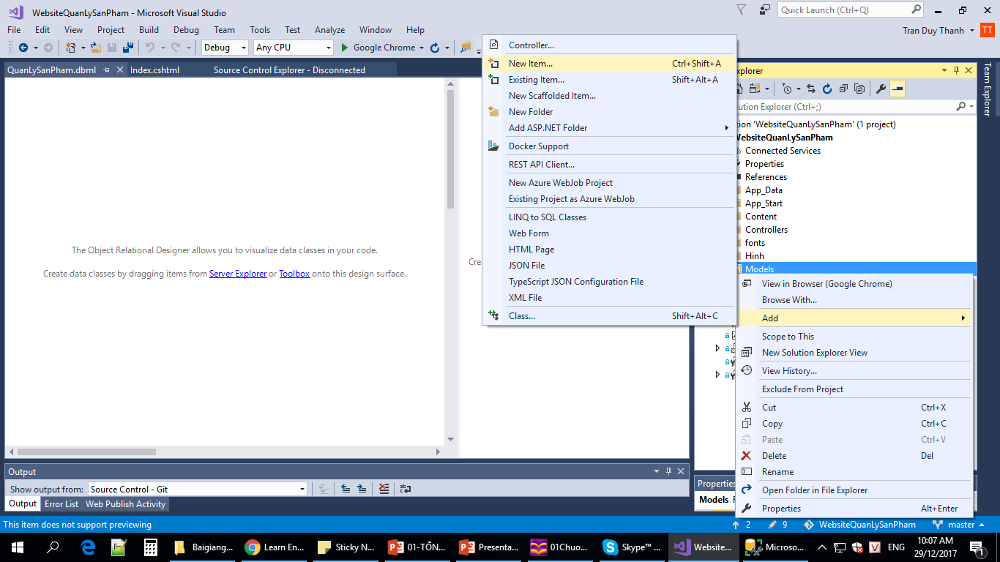 WebsiteQuanLySanPham - Microsoft Visual Studio
Quick Launch (Ctrl+Q)
File Edit View Project Build Debug Team Tools Test Analyze Window Help
Tran Duy Thanh TT
Debug Any CPU Google Chrome
QuanLySanPham.dbml Index.cshtml Source Control Explorer - Disconnected
The Object Relational Designer allows you to visualize data classes in your code.
Create data classes by dragging items from Server Explorer or Toolbox onto this design surface.
Cre
Controller...
New Item... Ctrl+Shift+A
Existing Item... Shift+Alt+A
New Scaffolded Item...
New Folder
Add ASP.NET Folder
Docker Support
REST API Client...
New Azure WebJob Project
Existing Project as Azure WebJob
LINQ to SQL Classes
Web Form
HTML Page
JSON File
TypeScript JSON Configuration File
XML File
Class... Shift+Alt+C
xplorer
Team Explorer
ution Explorer (Ctrl+;)
tion 'WebsiteQuanLySanPham' (1 project)
WebsiteQuanLySanPham
Connected Services
Properties
References
App_Data
App_Start
Content
Controllers
fonts
Hinh
Models
View in Browser (Google Chrome)
Browse With...
Add
Scope to This
New Solution Explorer View
View History...
Exclude From Project
Cut Ctrl+X
Copy Ctrl+C
Paste Ctrl+V
Delete Del
Rename
Open Folder in File Explorer
Properties Alt+Enter
Output
Show output from: Source Control - Git
Output Error List Web Publish Activity
Properties
Models
This item does not support previewing
2 9 WebsiteQuanLySanPham master
Baigiang... Learn En... Sticky N... 01-TỔN... Presenta... 01Chuo... Skype™ ... Website... Microso...
ENG
10:07 AM
29/12/2017
1